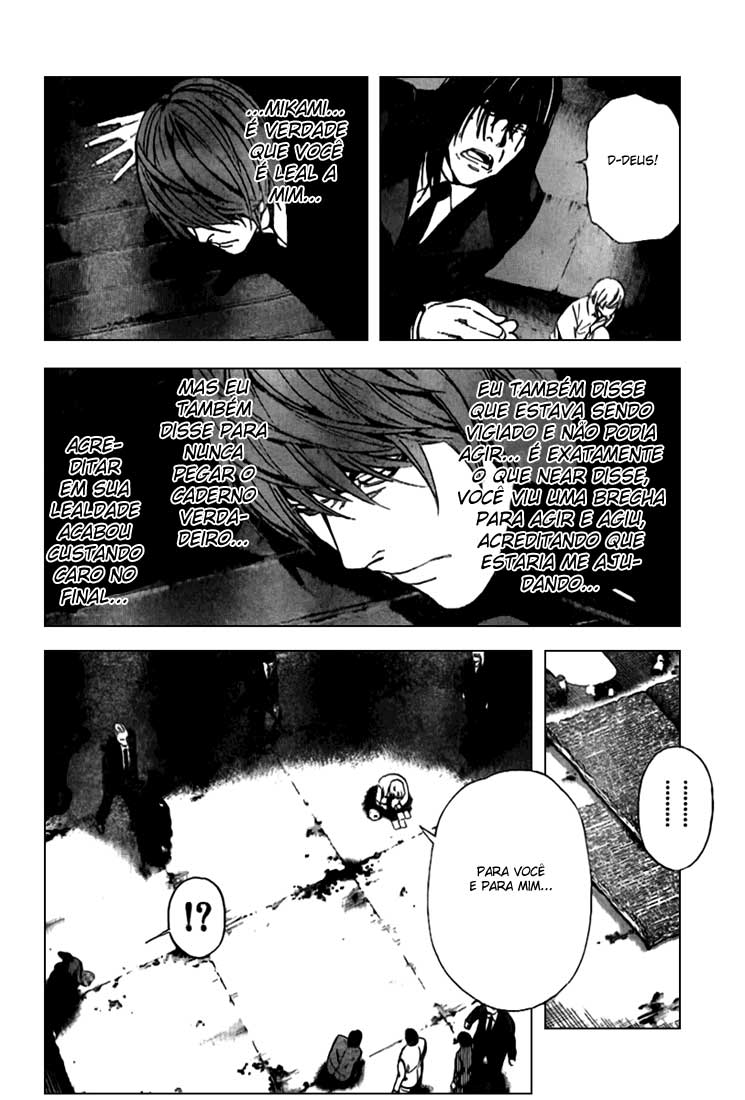 D-DEUS!
...MIKAMI...
É VERDADE
QUE VOCÊ
É LEAL A
MIM...
EU TAMBÉM DISSE
QUE ESTAVA SENDO
VIGIADO E NÃO PODIA
AGIR... É EXATAMENTE
O QUE NEAR DISSE,
VOCÊ VIU UMA BRECHA
PARA AGIR E AGIU,
ACREDITANDO QUE
ESTARIA ME AJU-
DANDO...
MAS EU
TAMBÉM
DISSE PARA
NUNCA
PEGAR O
CADERNO
VERDA-
DEIRO...
ACRE-
DITAR
EM SUA
LEALDADE
ACABOU
CUSTANDO
CARO NO
FINAL...
.........
PARA VOCÊ
E PARA MIM...
!?